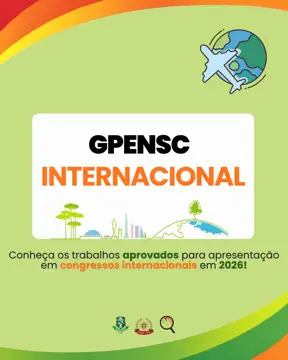 GPENSC
INTERNACIONAL
Conheça os trabalhos aprovados para apresentação
em congressos internacionais em 2026!